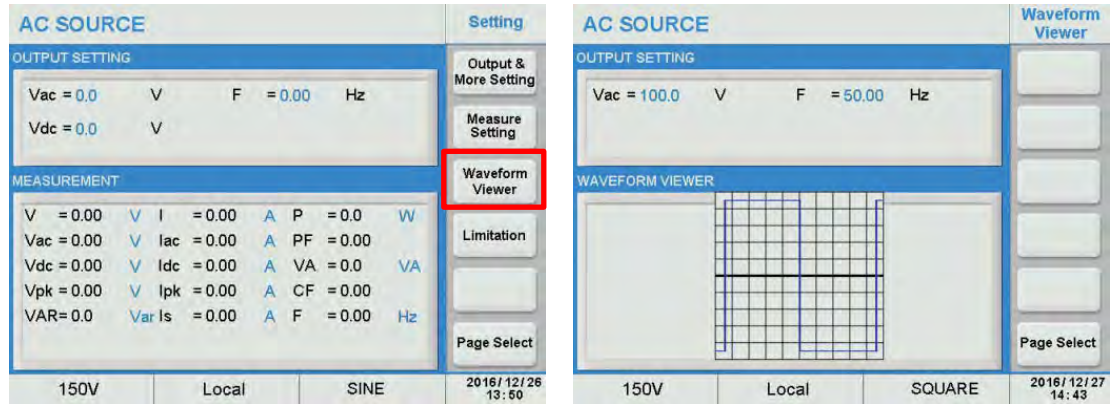 AC SOURCE
Setting
OUTPUT SETTING
Vac = 0.0 V F = 0.00 Hz
Vdc = 0.0 V
MEASUREMENT
V = 0.00 V I = 0.00 A P = 0.0 W
Vac = 0.00 V Iac = 0.00 A PF = 0.00
Vdc = 0.00 V Idc = 0.00 A VA = 0.0 VA
Vpk = 0.00 V Ipk = 0.00 A CF = 0.00
VAR= 0.0 Var Is = 0.00 A F = 0.00 Hz
Output &
More Setting
Measure
Setting
Waveform
Viewer
Limitation
Page Select
150V Local SINE
2016/12/26
13:50
AC SOURCE
Waveform
Viewer
OUTPUT SETTING
Vac = 100.0 V F = 50.00 Hz
WAVEFORM VIEWER
Page Select
150V Local SQUARE
2016/12/27
14:43